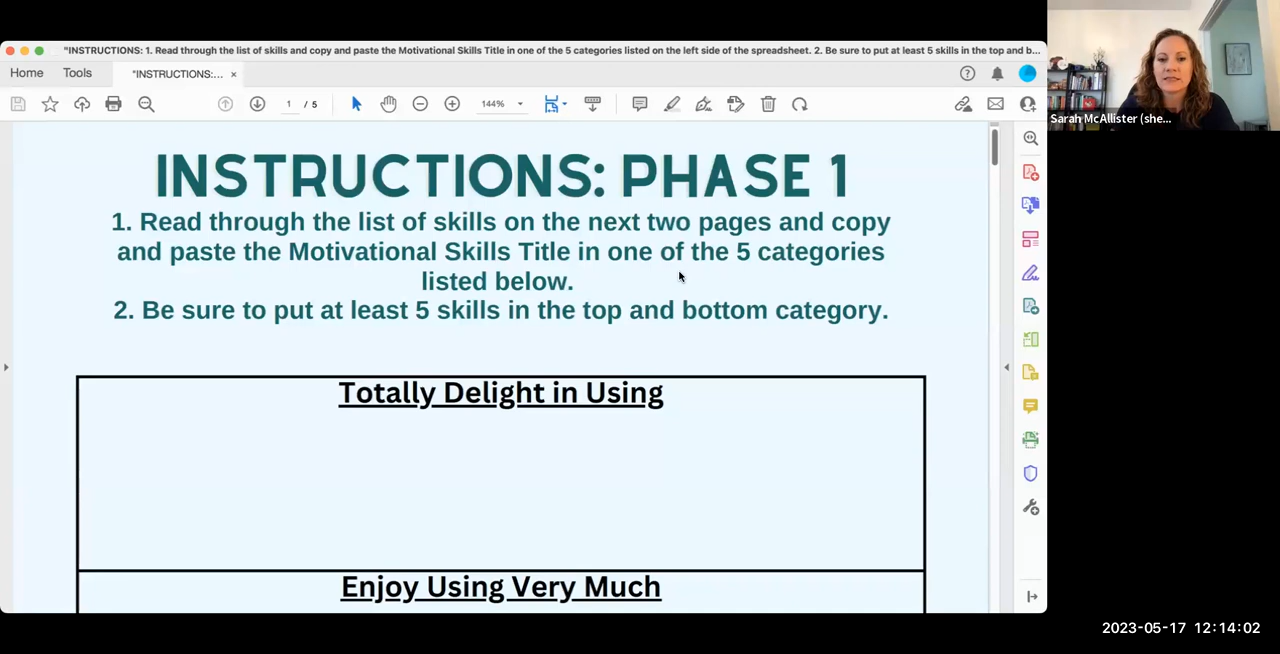 "INSTRUCTIONS: 1. Read through the list of skills and copy and paste the Motivational Skills Title in one of the 5 categories listed on the left side of the spreadsheet. 2. Be sure to put at least 5 skills in the top and b...
Home
Tools
"INSTRUCTIONS:...
×
1 / 5
144%
Sarah McAllister (she...
INSTRUCTIONS: PHASE 1
1. Read through the list of skills on the next two pages and copy
and paste the Motivational Skills Title in one of the 5 categories
listed below.
2. Be sure to put at least 5 skills in the top and bottom category.
Totally Delight in Using
Enjoy Using Very Much
2023-05-17 12:14:02